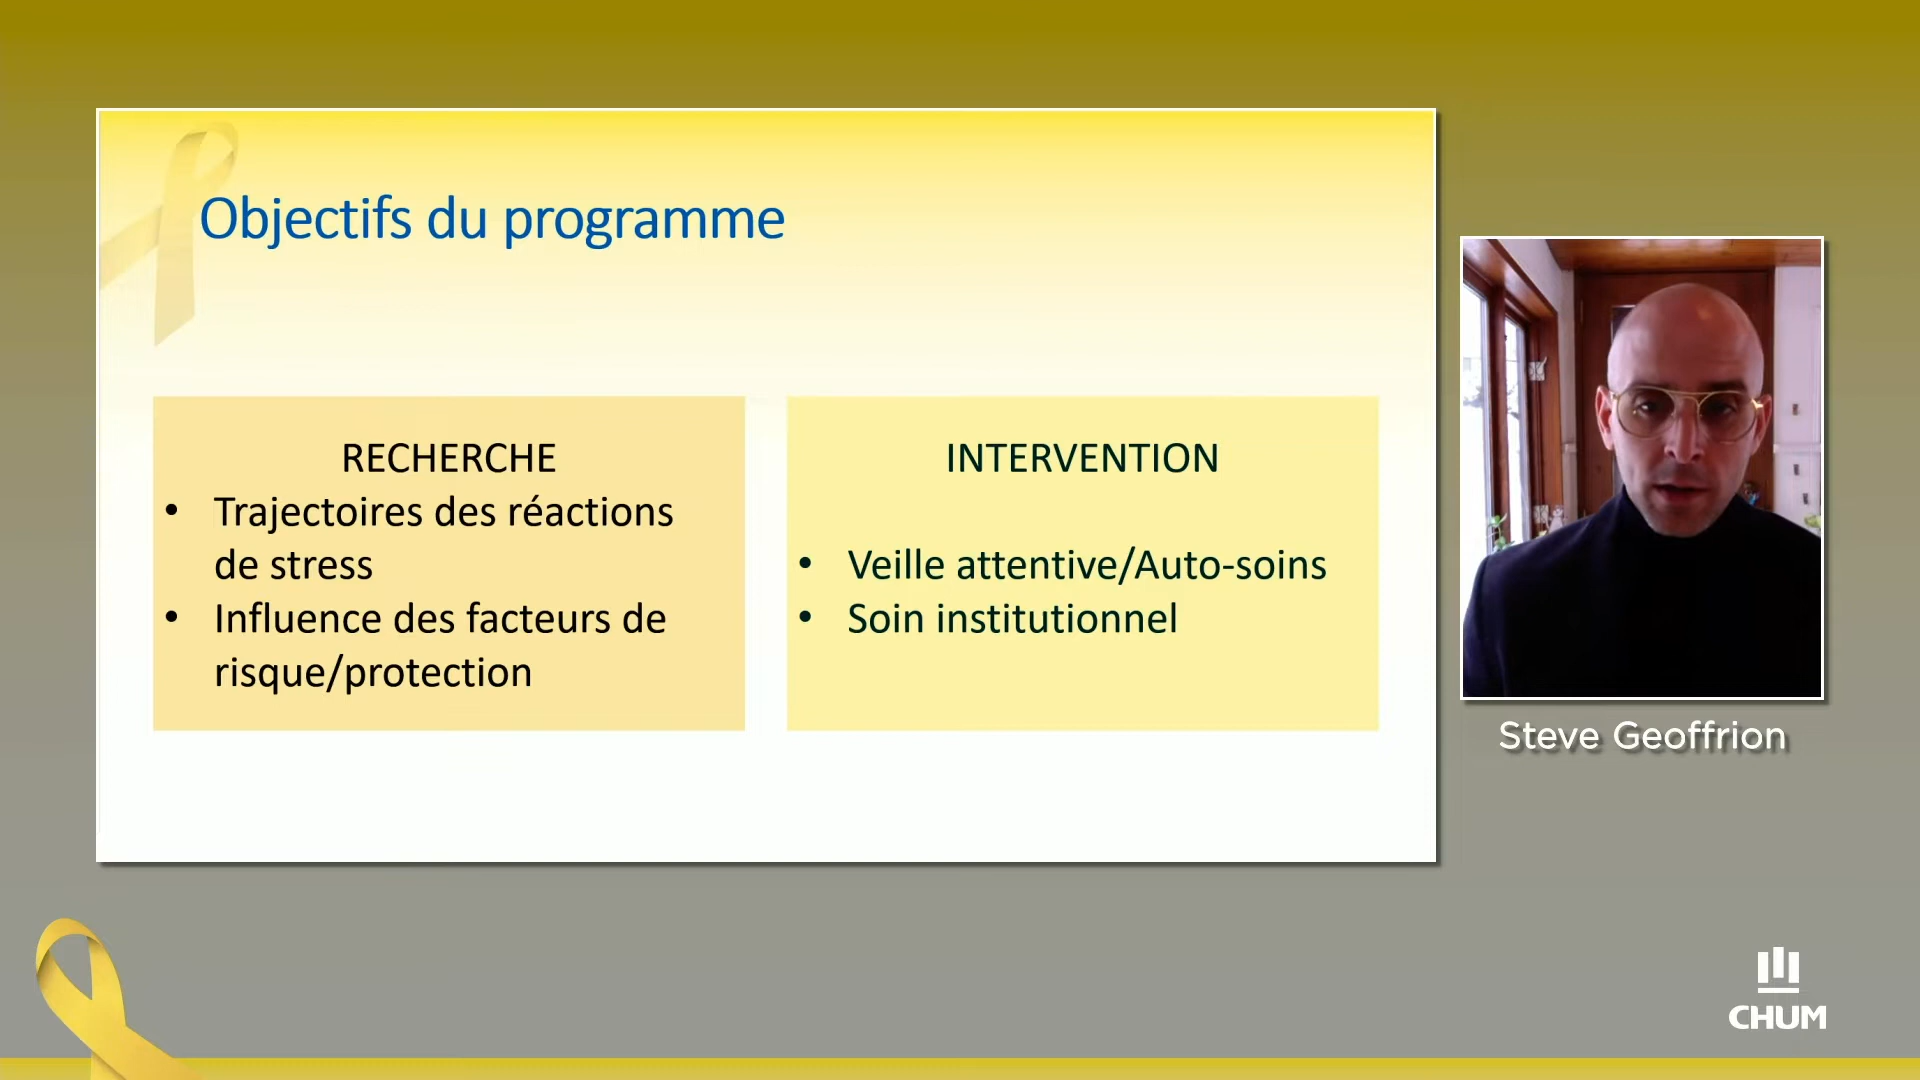 Objectifs du programme
RECHERCHE
• Trajectoires des réactions
de stress
• Influence des facteurs de
risque/protection
INTERVENTION
• Veille attentive/Auto-soins
• Soin institutionnel
Steve Geoffrion
CHUM